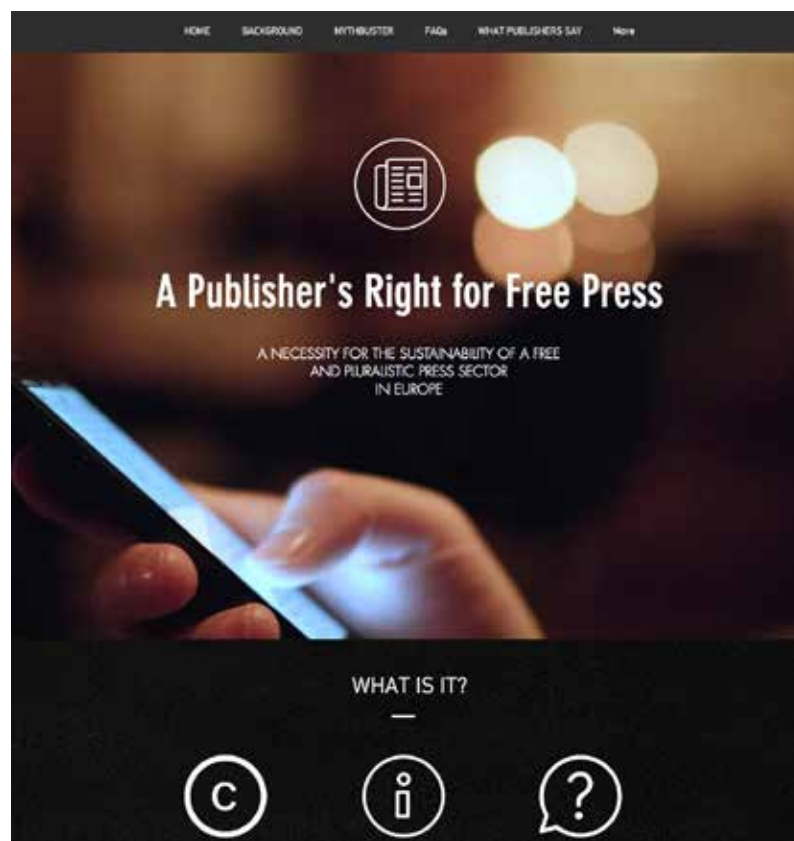 HOME BACKGROUND MYTHBUSTER FAQs WHAT PUBLISHERS SAY More
A Publisher's Right for Free Press
A NECESSITY FOR THE SUSTAINABILITY OF A FREE
AND PLURALISTIC PRESS SECTOR
IN EUROPE
WHAT IS IT?
C i ?